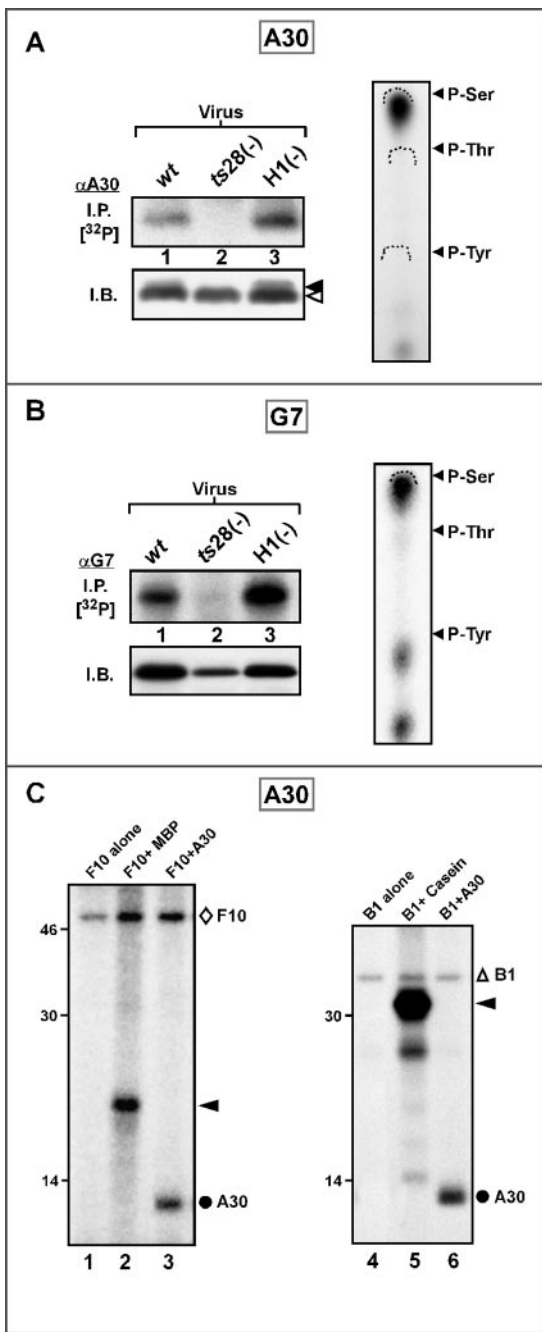 A
A30
Virus
wt
ts28(-)
H1(-)
αA30
I.P.
[³²P]
1 2 3
I.B.
P-Ser
P-Thr
P-Tyr
B
G7
Virus
wt
ts28(-)
H1(-)
αG7
I.P.
[³²P]
1 2 3
I.B.
P-Ser
P-Thr
P-Tyr
C
A30
F10 alone
F10+ MBP
F10+A30
F10
46
30
14
A30
1 2 3
B1 alone
B1+ Casein
B1+A30
B1
30
14
A30
4 5 6